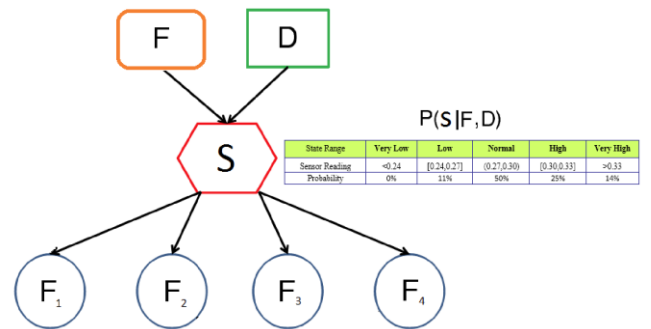 F D
P(S|F,D)
S
State Range Very Low Low Normal High Very High
Sensor Reading <0.24 [0.24,0.27] (0.27,0.30) [0.30,0.33] >0.33
Probability 0% 11% 50% 25% 14%
F1 F2 F3 F4